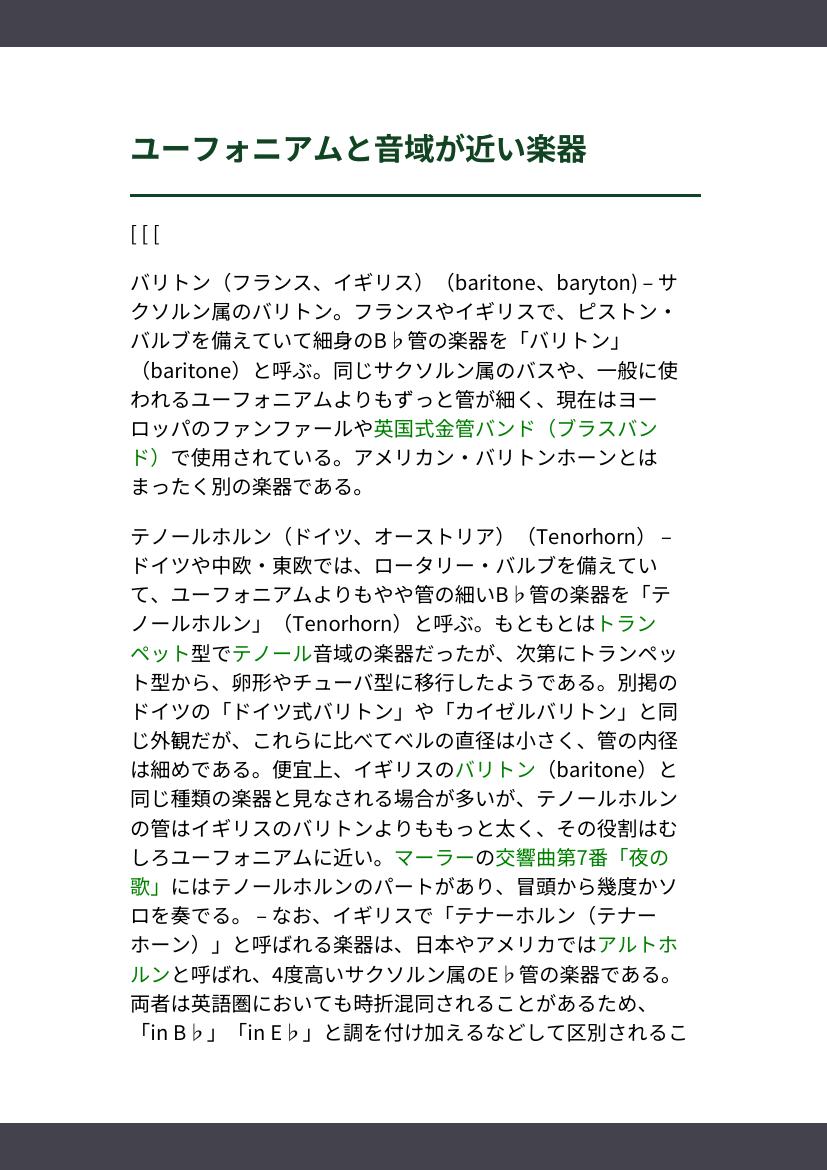 ユーフォニアムと音域が近い楽器
[ [ [
バリトン（フランス、イギリス）（baritone、baryton) – サ
クソルン属のバリトン。フランスやイギリスで、ピストン・
バルブを備えていて細身のB♭管の楽器を「バリトン」
（baritone）と呼ぶ。同じサクソルン属のバスや、一般に使
われるユーフォニアムよりもずっと管が細く、現在はヨー
ロッパのファンファールや英国式金管バンド（ブラスバン
ド）で使用されている。アメリカン・バリトンホーンとは
まったく別の楽器である。
テノールホルン（ドイツ、オーストリア）（Tenorhorn） –
ドイツや中欧・東欧では、ロータリー・バルブを備えてい
て、ユーフォニアムよりもやや管の細いB♭管の楽器を「テ
ノールホルン」（Tenorhorn）と呼ぶ。もともとはトラン
ペット型でテノール音域の楽器だったが、次第にトランペッ
ト型から、卵形やチューバ型に移行したようである。別掲の
ドイツの「ドイツ式バリトン」や「カイゼルバリトン」と同
じ外観だが、これらに比べてベルの直径は小さく、管の内径
は細めである。便宜上、イギリスのバリトン（baritone）と
同じ種類の楽器と見なされる場合が多いが、テノールホルン
の管はイギリスのバリトンよりももっと太く、その役割はむ
しろユーフォニアムに近い。マーラーの交響曲第7番「夜の
歌」にはテノールホルンのパートがあり、冒頭から幾度かソ
ロを奏でる。 – なお、イギリスで「テナーホルン（テナー
ホーン）」と呼ばれる楽器は、日本やアメリカではアルトホ
ルンと呼ばれ、4度高いサクソルン属のE♭管の楽器である。
両者は英語圏においても時折混同されることがあるため、
「in B♭」「in E♭」と調を付け加えるなどして区別されるこ